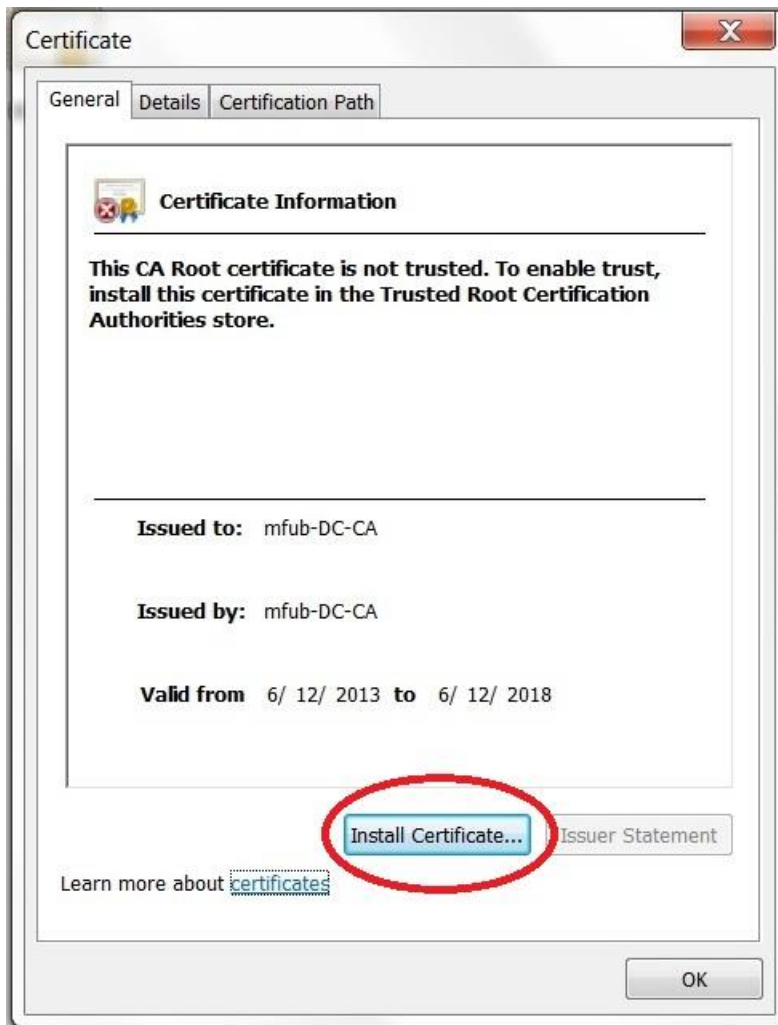 Certificate
X
General Details Certification Path
Certificate Information
This CA Root certificate is not trusted. To enable trust,
install this certificate in the Trusted Root Certification
Authorities store.
Issued to: mfub-DC-CA
Issued by: mfub-DC-CA
Valid from 6/ 12/ 2013 to 6/ 12/ 2018
Install Certificate... Issuer Statement
Learn more about certificates
OK